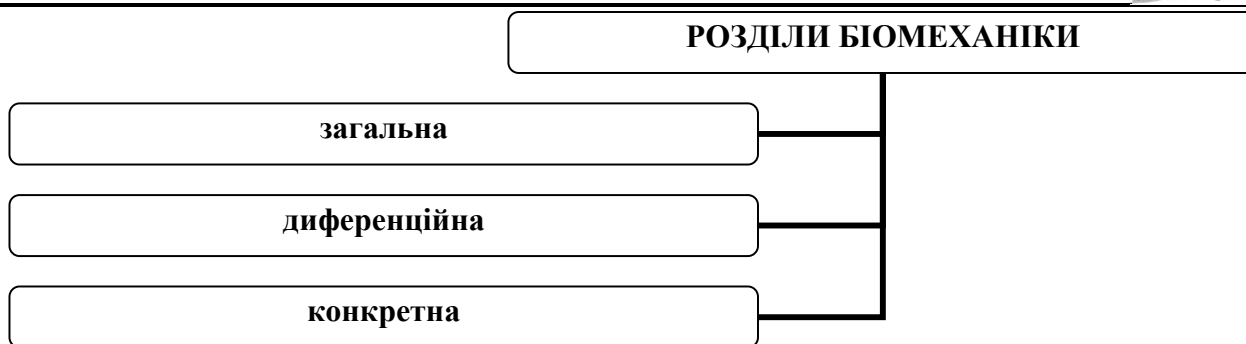 РОЗДІЛИ БІОМЕХАНІКИ
загальна
диференційна
конкретна